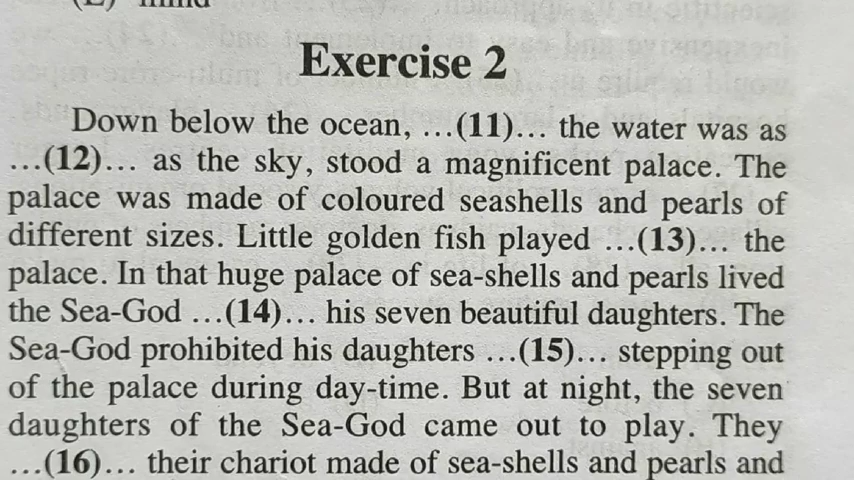 (E) mind
Exercise 2
Down below the ocean, ...(11)... the water was as
...(12)... as the sky, stood a magnificent palace. The
palace was made of coloured seashells and pearls of
different sizes. Little golden fish played ...(13)... the
palace. In that huge palace of sea-shells and pearls lived
the Sea-God ...(14)... his seven beautiful daughters. The
Sea-God prohibited his daughters ...(15)... stepping out
of the palace during day-time. But at night, the seven
daughters of the Sea-God came out to play. They
...(16)... their chariot made of sea-shells and pearls and